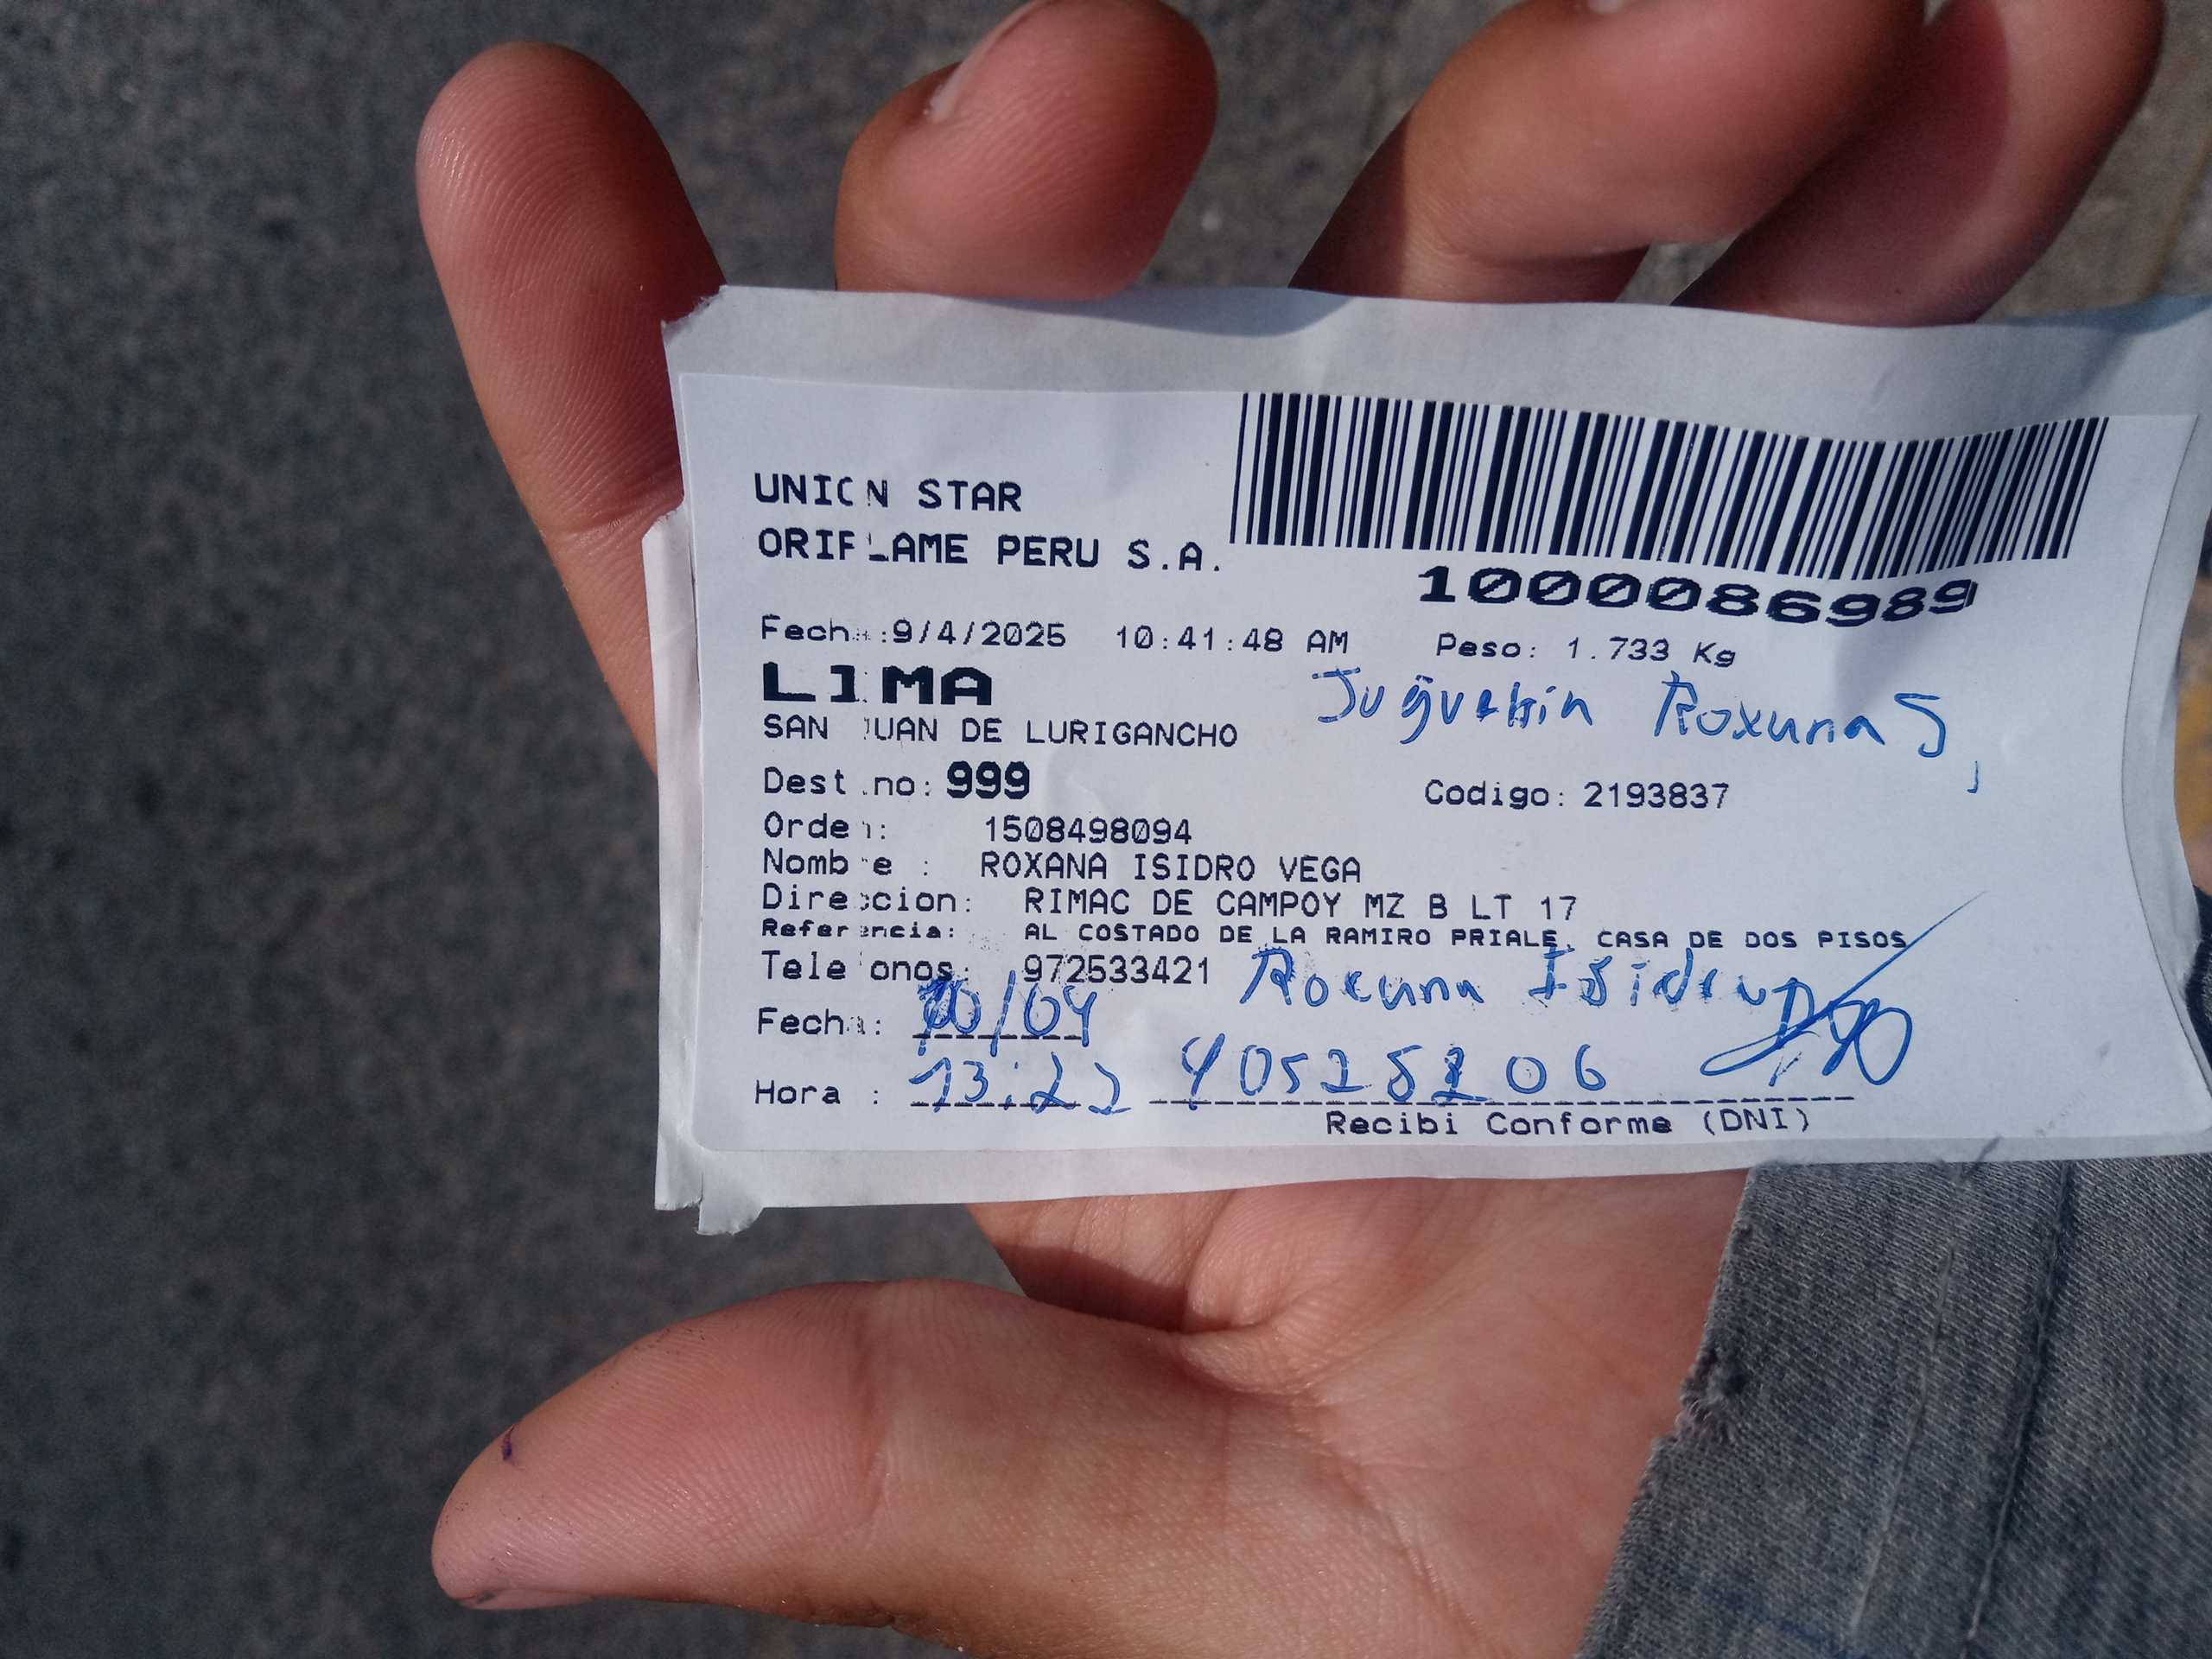 UNION STAR
ORIFLAME PERU S.A.
1000086989
Fecha:9/4/2025 10:41:48 AM Peso: 1.733 Kg
LIMA
SAN JUAN DE LURIGANCHO
Roxana S
Destino: 999 Codigo: 2193837
Orden: 1508498094
Nombre : ROXANA ISIDRO VEGA
Direccion: RIMAC DE CAMPOY MZ B LT 17
Referencia: AL COSTADO DE LA RAMIRO PRIALE, CASA DE DOS PISOS
Telefonos: 972533421 Roxana Isidro
Fecha: 10/04
Hora : 13:22
Recibi Conforme (DNI)